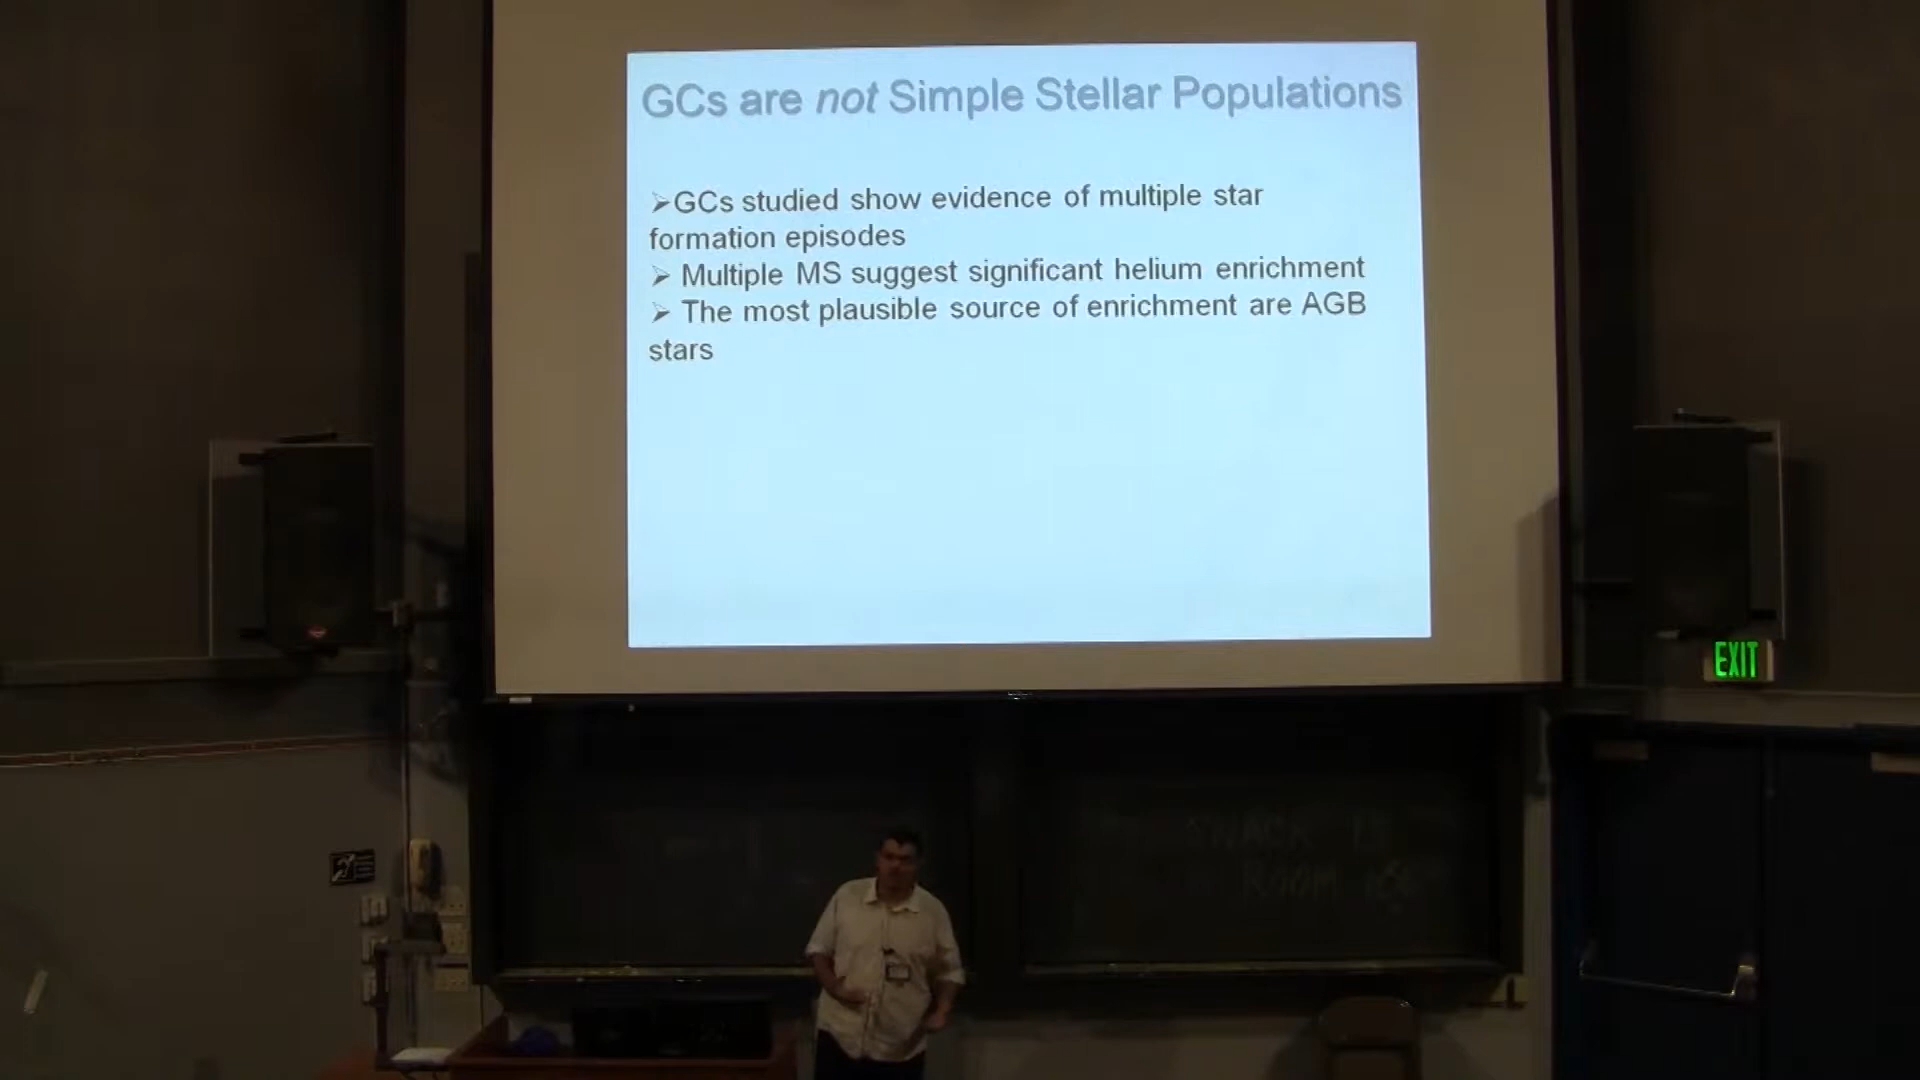 GCs are not Simple Stellar Populations
➢GCs studied show evidence of multiple star
formation episodes
➢ Multiple MS suggest significant helium enrichment
➢ The most plausible source of enrichment are AGB
stars
EXIT
ROOM